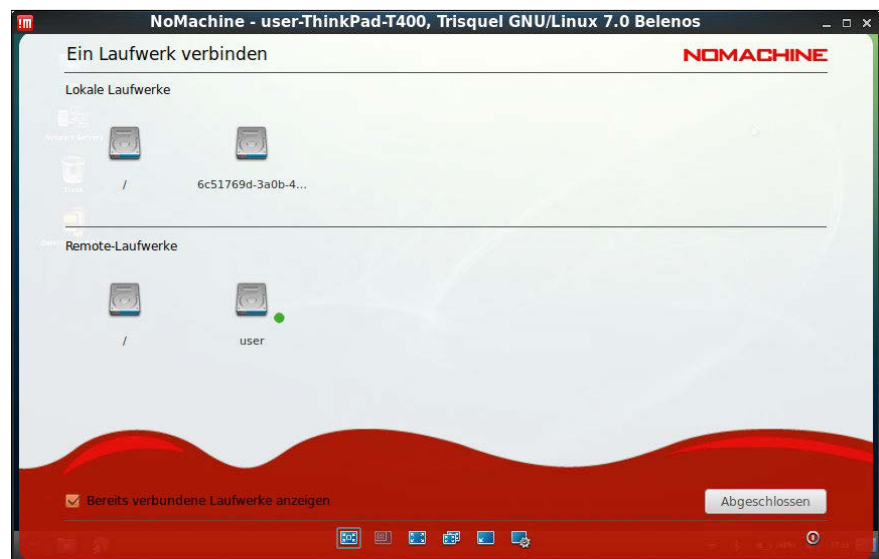 NoMachine - user-ThinkPad-T400, Trisquel GNU/Linux 7.0 Belenos
Ein Laufwerk verbinden
NOMACHINE
Lokale Laufwerke
/
6c51769d-3a0b-4...
Remote-Laufwerke
/
user
Bereits verbundene Laufwerke anzeigen
Abgeschlossen